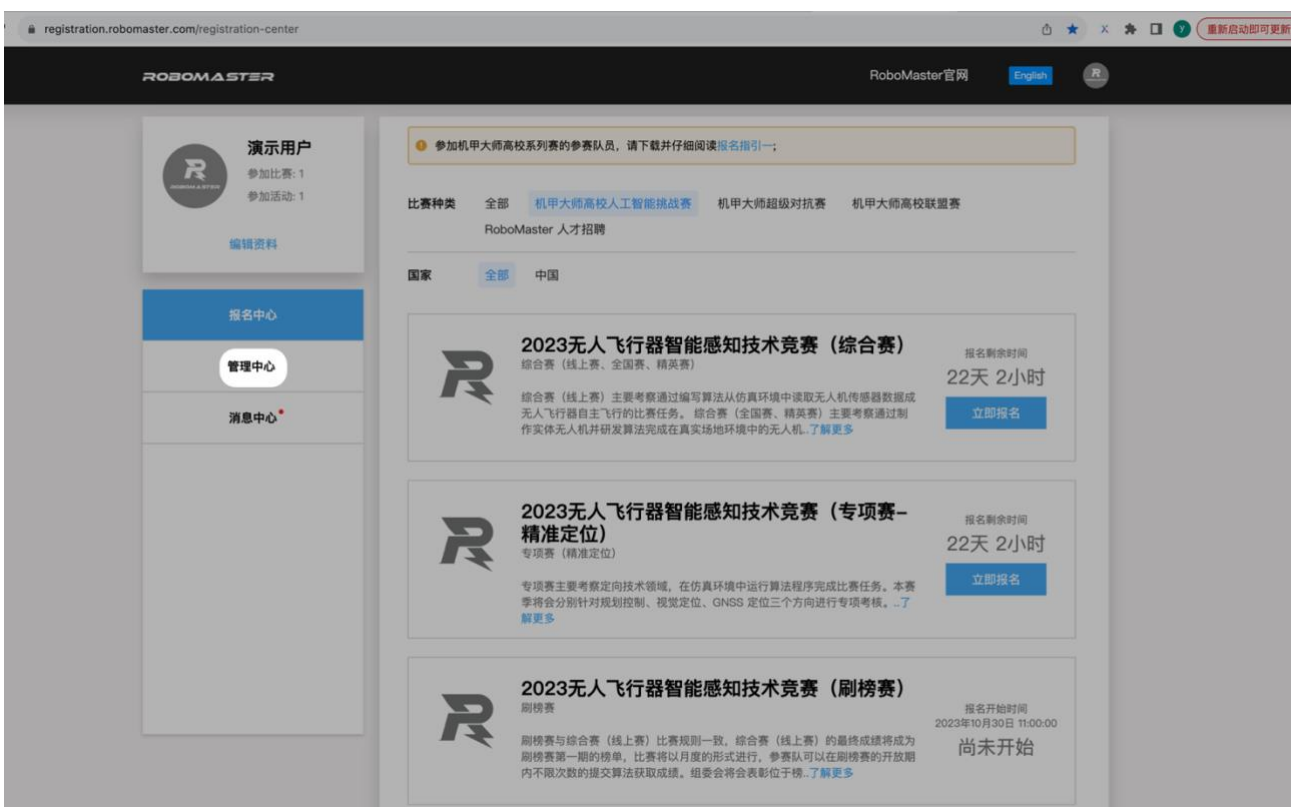 registration.robomaster.com/registration-center
重新启动即可更新
ROBOMASTER
RoboMaster官网
English
演示用户
参加比赛: 1
参加活动: 1
编辑资料
报名中心
管理中心
消息中心
参加机甲大师高校系列赛的参赛队员，请下载并仔细阅读报名指引一;
比赛种类 全部 机甲大师高校人工智能挑战赛 机甲大师超级对抗赛 机甲大师高校联盟赛
RoboMaster 人才招聘
国家 全部 中国
2023无人飞行器智能感知技术竞赛（综合赛）
综合赛（线上赛、全国赛、精英赛）
综合赛（线上赛）主要考察通过编写算法从仿真环境中读取无人机传感器数据成
无人飞行器自主飞行的比赛任务。 综合赛（全国赛、精英赛）主要考察通过制
作实体无人机并研发算法完成在真实场地环境中的无人机..了解更多
报名剩余时间
22天 2小时
立即报名
2023无人飞行器智能感知技术竞赛（专项赛-
精准定位）
专项赛（精准定位）
专项赛主要考察定向技术领域，在仿真环境中运行算法程序完成比赛任务。本赛
季将会分别针对规划控制、视觉定位、GNSS 定位三个方向进行专项考核。..了
解更多
报名剩余时间
22天 2小时
立即报名
2023无人飞行器智能感知技术竞赛（刷榜赛）
刷榜赛
刷榜赛与综合赛（线上赛）比赛规则一致，综合赛（线上赛）的最终成绩将成为
刷榜赛第一期的榜单，比赛将以月度的形式进行，参赛队可以在刷榜赛的开放期
内不限次数的提交算法获取成绩。组委会将会表彰位于榜..了解更多
报名开始时间
2023年10月30日 11:00:00
尚未开始